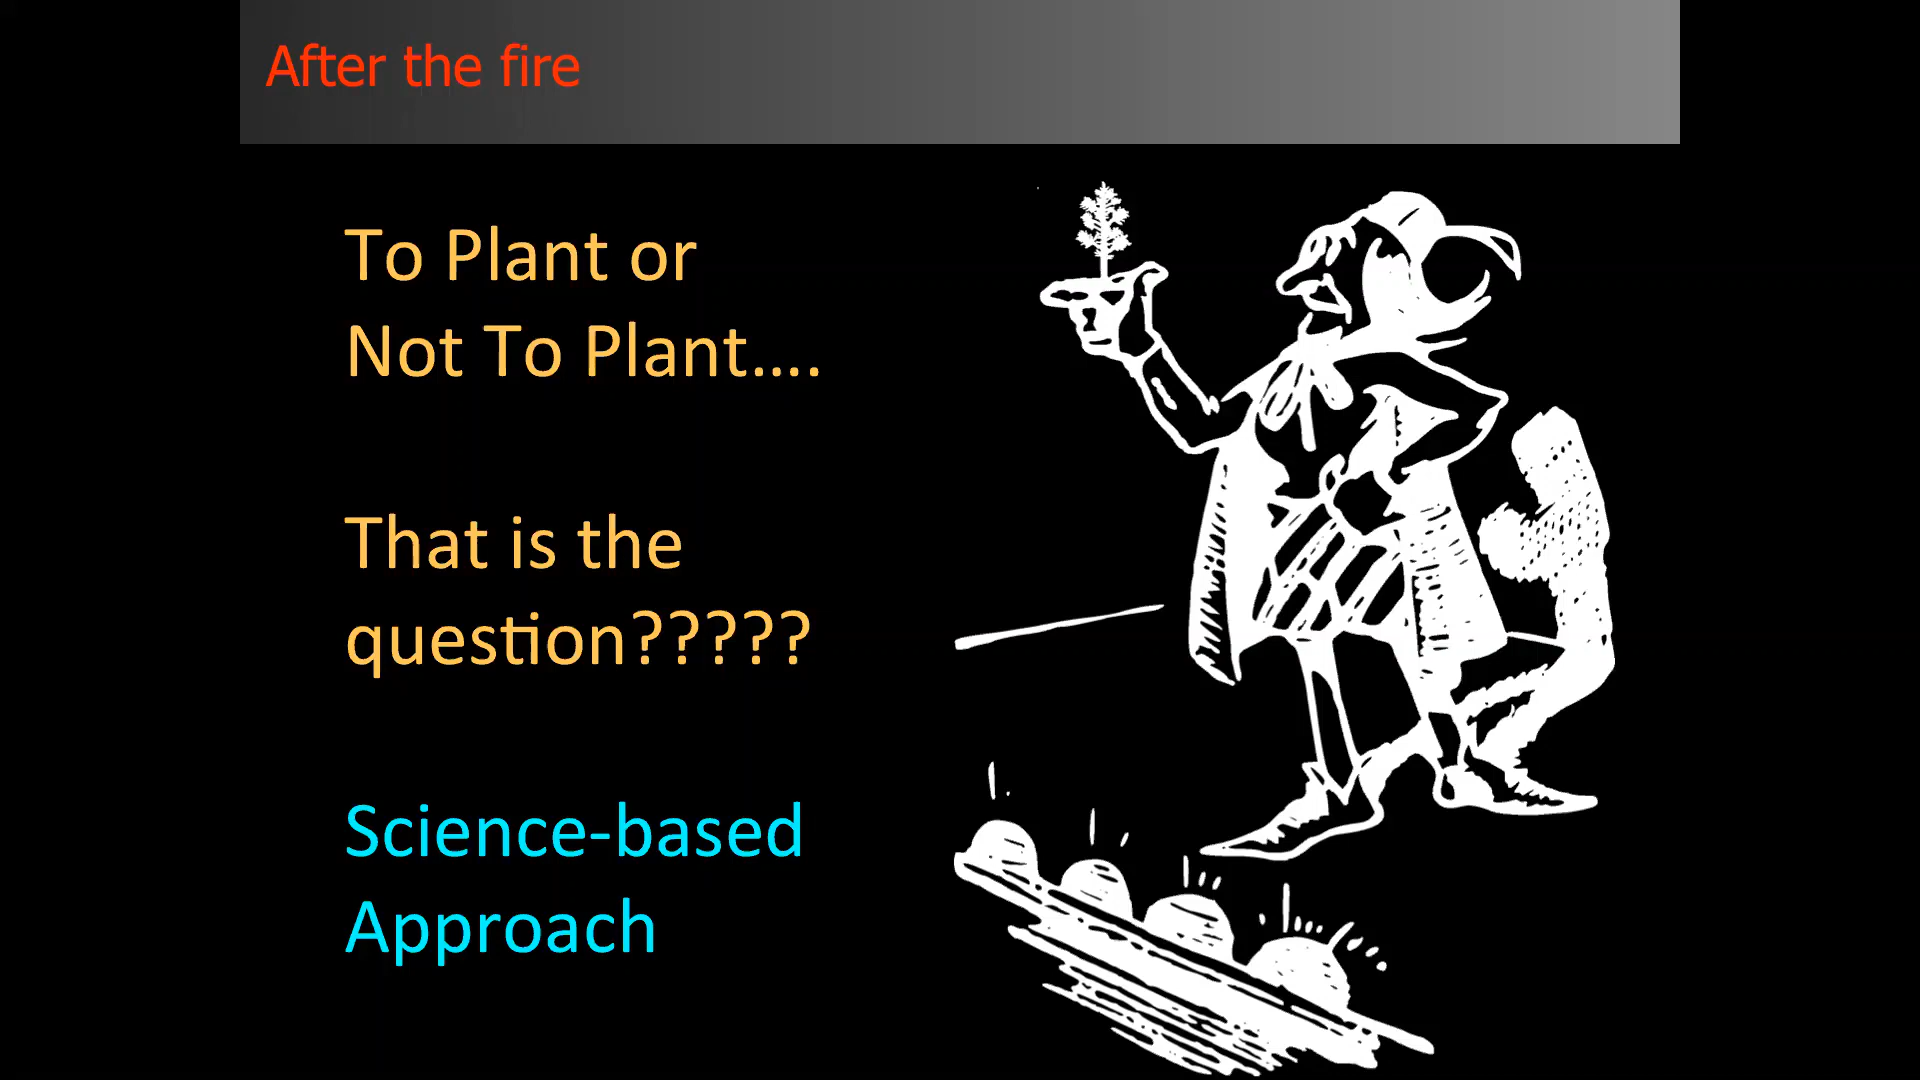 After the fire
To Plant or
Not To Plant....
That is the
question?????
Science-based
Approach